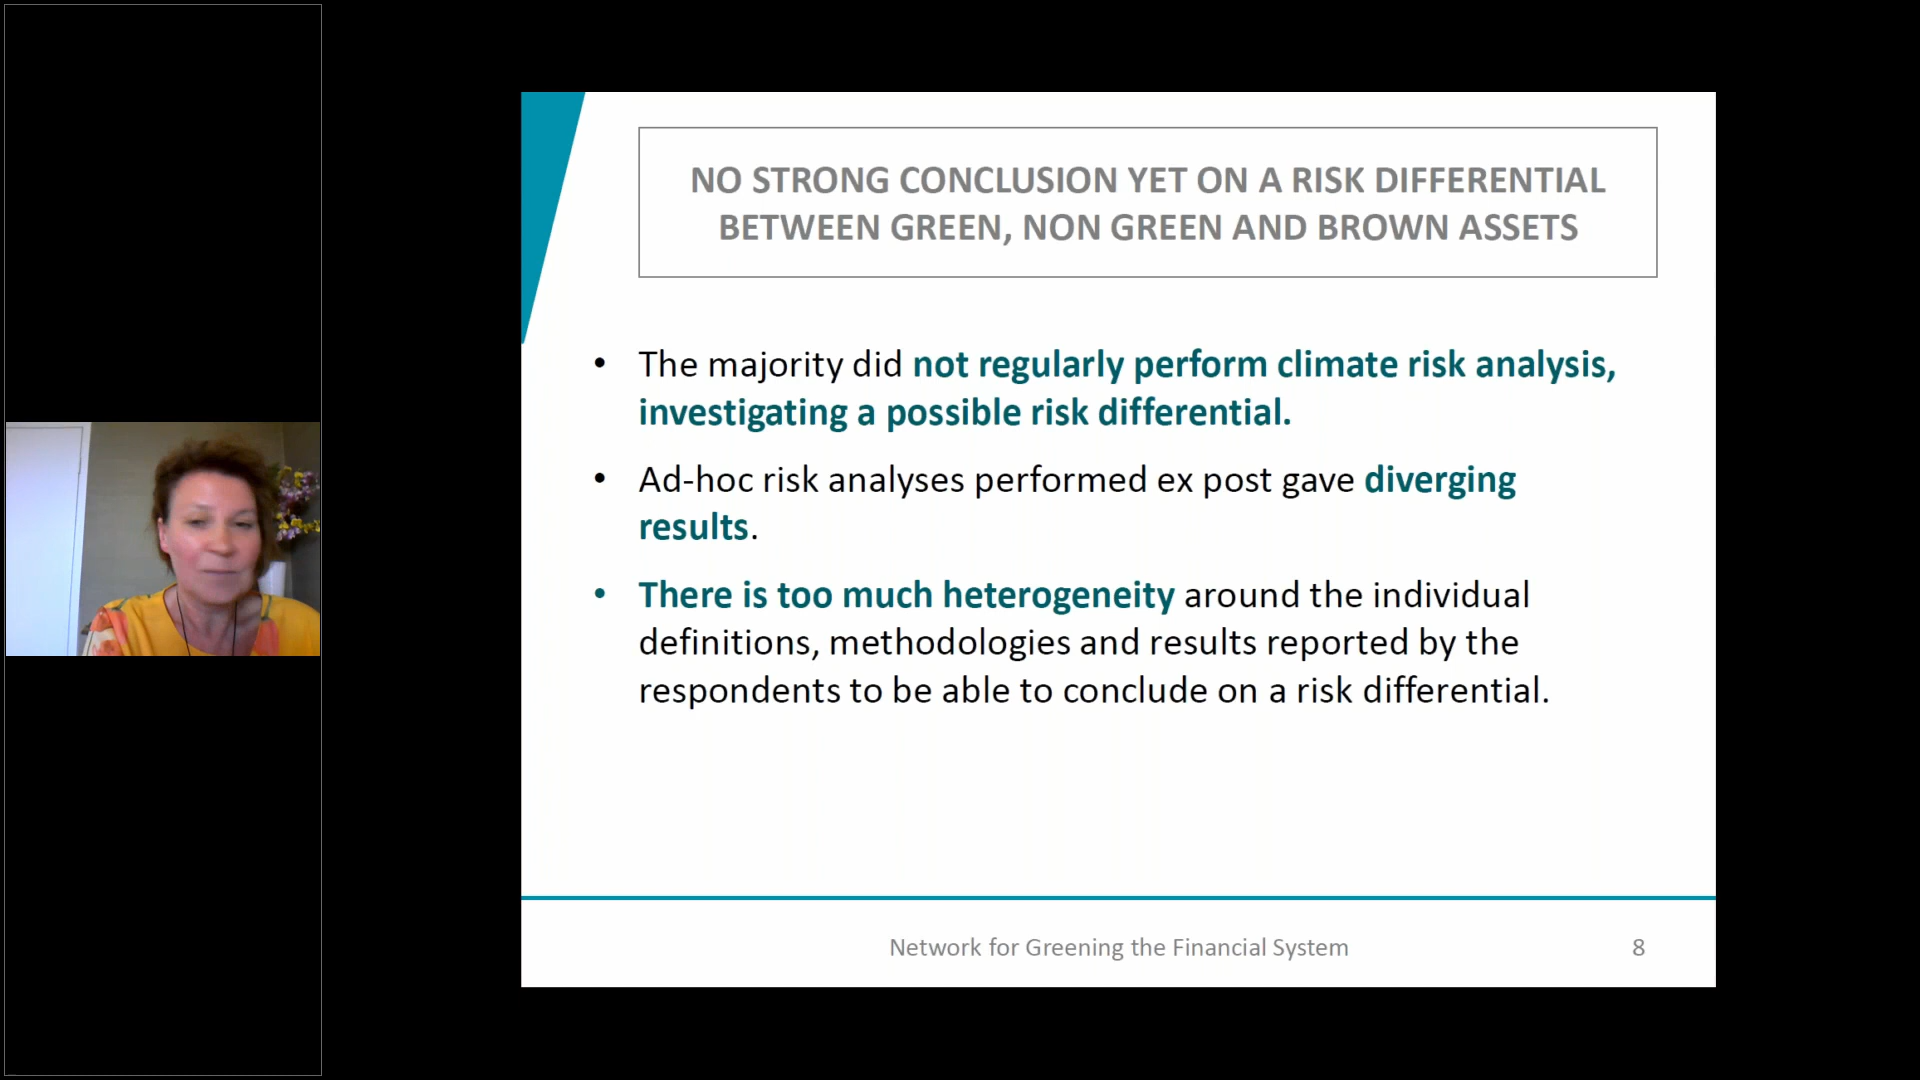 NO STRONG CONCLUSION YET ON A RISK DIFFERENTIAL
BETWEEN GREEN, NON GREEN AND BROWN ASSETS
• The majority did not regularly perform climate risk analysis,
investigating a possible risk differential.
• Ad-hoc risk analyses performed ex post gave diverging
results.
• There is too much heterogeneity around the individual
definitions, methodologies and results reported by the
respondents to be able to conclude on a risk differential.
Network for Greening the Financial System
8